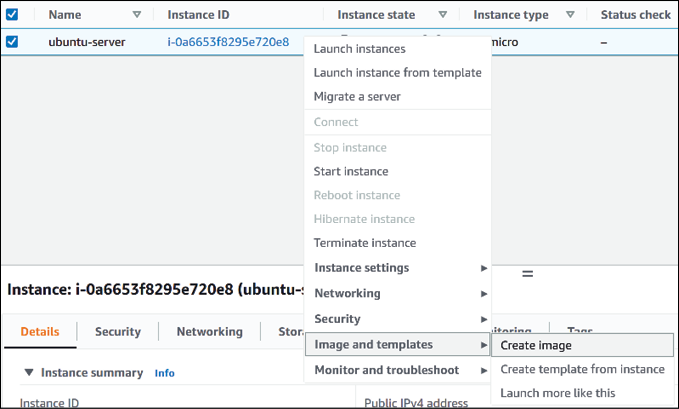 Name Instance ID Instance state Instance type Status check
ubuntu-server i-0a6653f8295e720e8 micro –
Launch instances
Launch instance from template
Migrate a server
Connect
Stop instance
Start instance
Reboot instance
Hibernate instance
Terminate instance
Instance settings
Networking
Security
Image and templates
Monitor and troubleshoot
Create image
Create template from instance
Launch more like this
Instance: i-0a6653f8295e720e8 (ubuntu-s
Details Security Networking Stor nitoring Tags
Instance summary Info
Instance ID Public IPv4 address